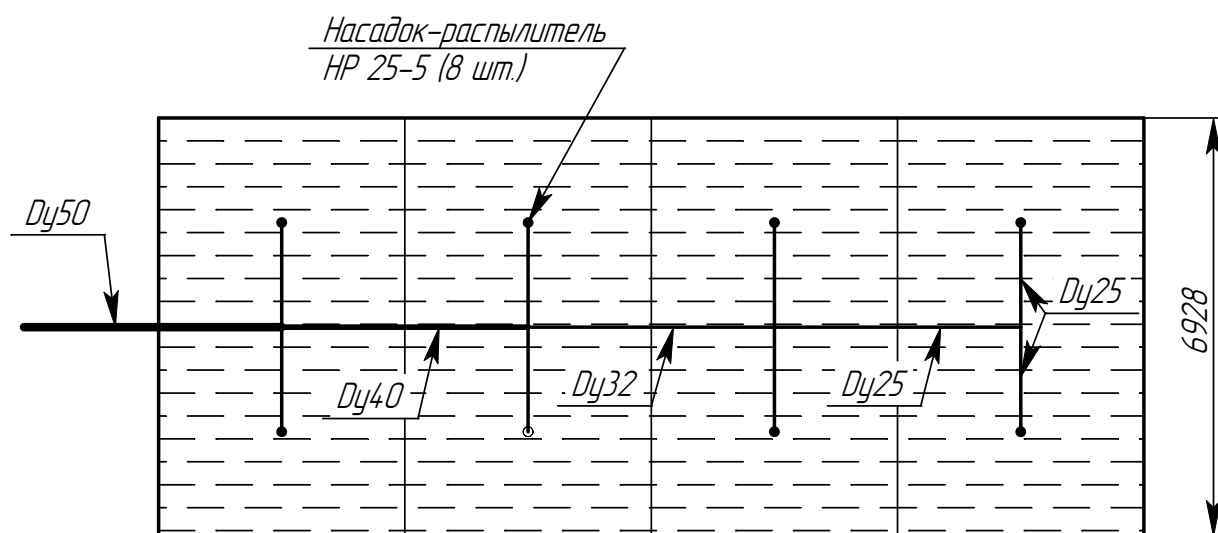 Насадок-распылитель
НР 25-5 (8 шт.)
Dy50
Dy25
6928
Dy40
Dy32
Dy25